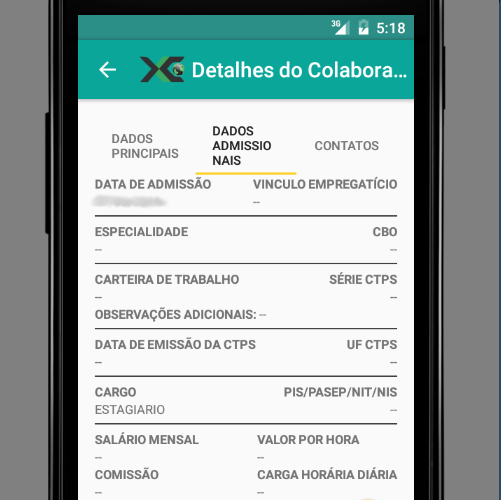 3G 5:18
Detalhes do Colabora...
DADOS PRINCIPAIS
DADOS ADMISSIO NAIS
CONTATOS
DATA DE ADMISSÃO VINCULO EMPREGATÍCIO
--
ESPECIALIDADE CBO
-- --
CARTEIRA DE TRABALHO SÉRIE CTPS
-- --
OBSERVAÇÕES ADICIONAIS: --
DATA DE EMISSÃO DA CTPS UF CTPS
-- --
CARGO PIS/PASEP/NIT/NIS
ESTAGIARIO --
SALÁRIO MENSAL VALOR POR HORA
-- --
COMISSÃO CARGA HORÁRIA DIÁRIA
-- --